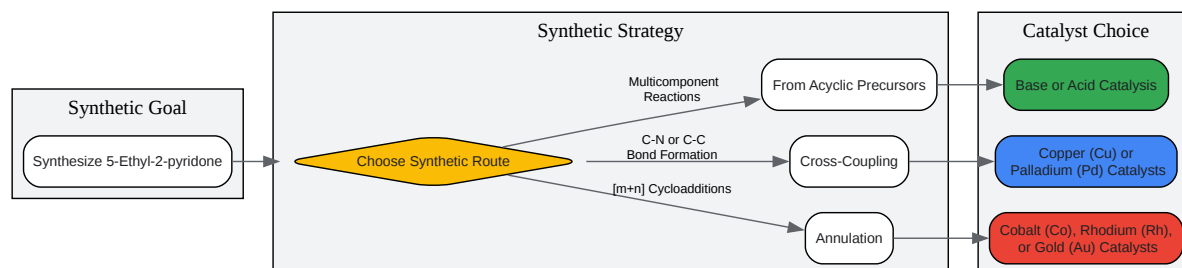 Synthetic Goal
Synthesize 5-Ethyl-2-pyridone
Synthetic Strategy
Choose Synthetic Route
Multicomponent
Reactions
C-N or C-C
Bond Formation
[m+n] Cycloadditions
From Acyclic Precursors
Cross-Coupling
Annulation
Catalyst Choice
Base or Acid Catalysis
Copper (Cu) or
Palladium (Pd) Catalysts
Cobalt (Co), Rhodium (Rh),
or Gold (Au) Catalysts